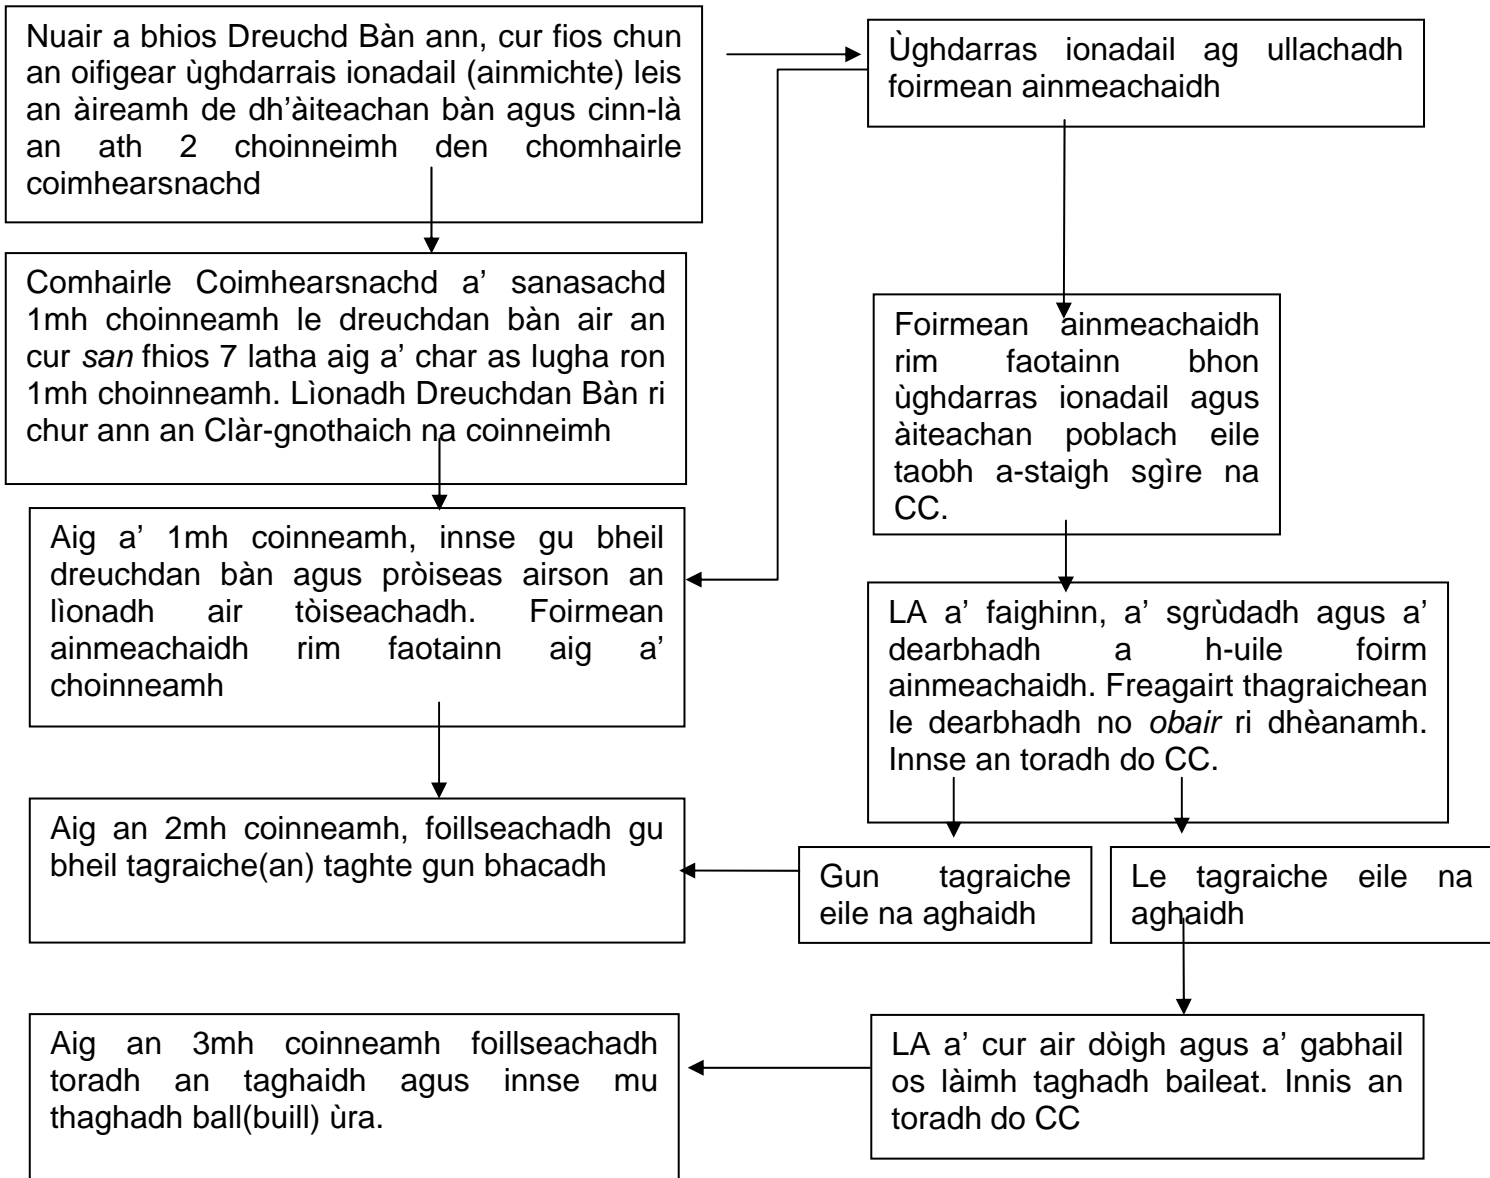 Nuair a bhios Dreuchd Bàn ann, cur fios chun
an oifigear ùghdarrais ionadail (ainmichte) leis
an àireamh de dh’àiteachan bàn agus cinn-là
an ath 2 choinneimh den chomhairle
coimhearsnachd
Ùghdarras ionadail ag ullachadh
foirmean ainmeachaidh
Comhairle Coimhearsnachd a’ sanasachd
1mh choinneamh le dreuchdan bàn air an
cur san fhios 7 latha aig a’ char as lugha ron
1mh choinneamh. Lìonadh Dreuchdan Bàn ri
chur ann an Clàr-gnothaich na coinneimh
Foirmean ainmeachaidh
rim faotainn bhon
ùghdarras ionadail agus
àiteachan poblach eile
taobh a-staigh sgìre na
CC.
Aig a’ 1mh coinneamh, innse gu bheil
dreuchdan bàn agus pròiseas airson an
lìonadh air tòiseachadh. Foirmean
ainmeachaidh rim faotainn aig a’
choinneamh
LA a’ faighinn, a’ sgrùdadh agus a’
dearbhadh a h-uile foirm
ainmeachaidh. Freagairt thagraichean
le dearbhadh no obair ri dhèanamh.
Innse an toradh do CC.
Aig an 2mh coinneamh, foillseachadh gu
bheil tagraiche(an) taghte gun bhacadh
Gun tagraiche
eile na aghaidh
Le tagraiche eile na
aghaidh
Aig an 3mh coinneamh foillseachadh
toradh an taghaidh agus innse mu
thaghadh ball(buill) ùra.
LA a’ cur air dòigh agus a’ gabhail
os làimh taghadh baileat. Innis an
toradh do CC